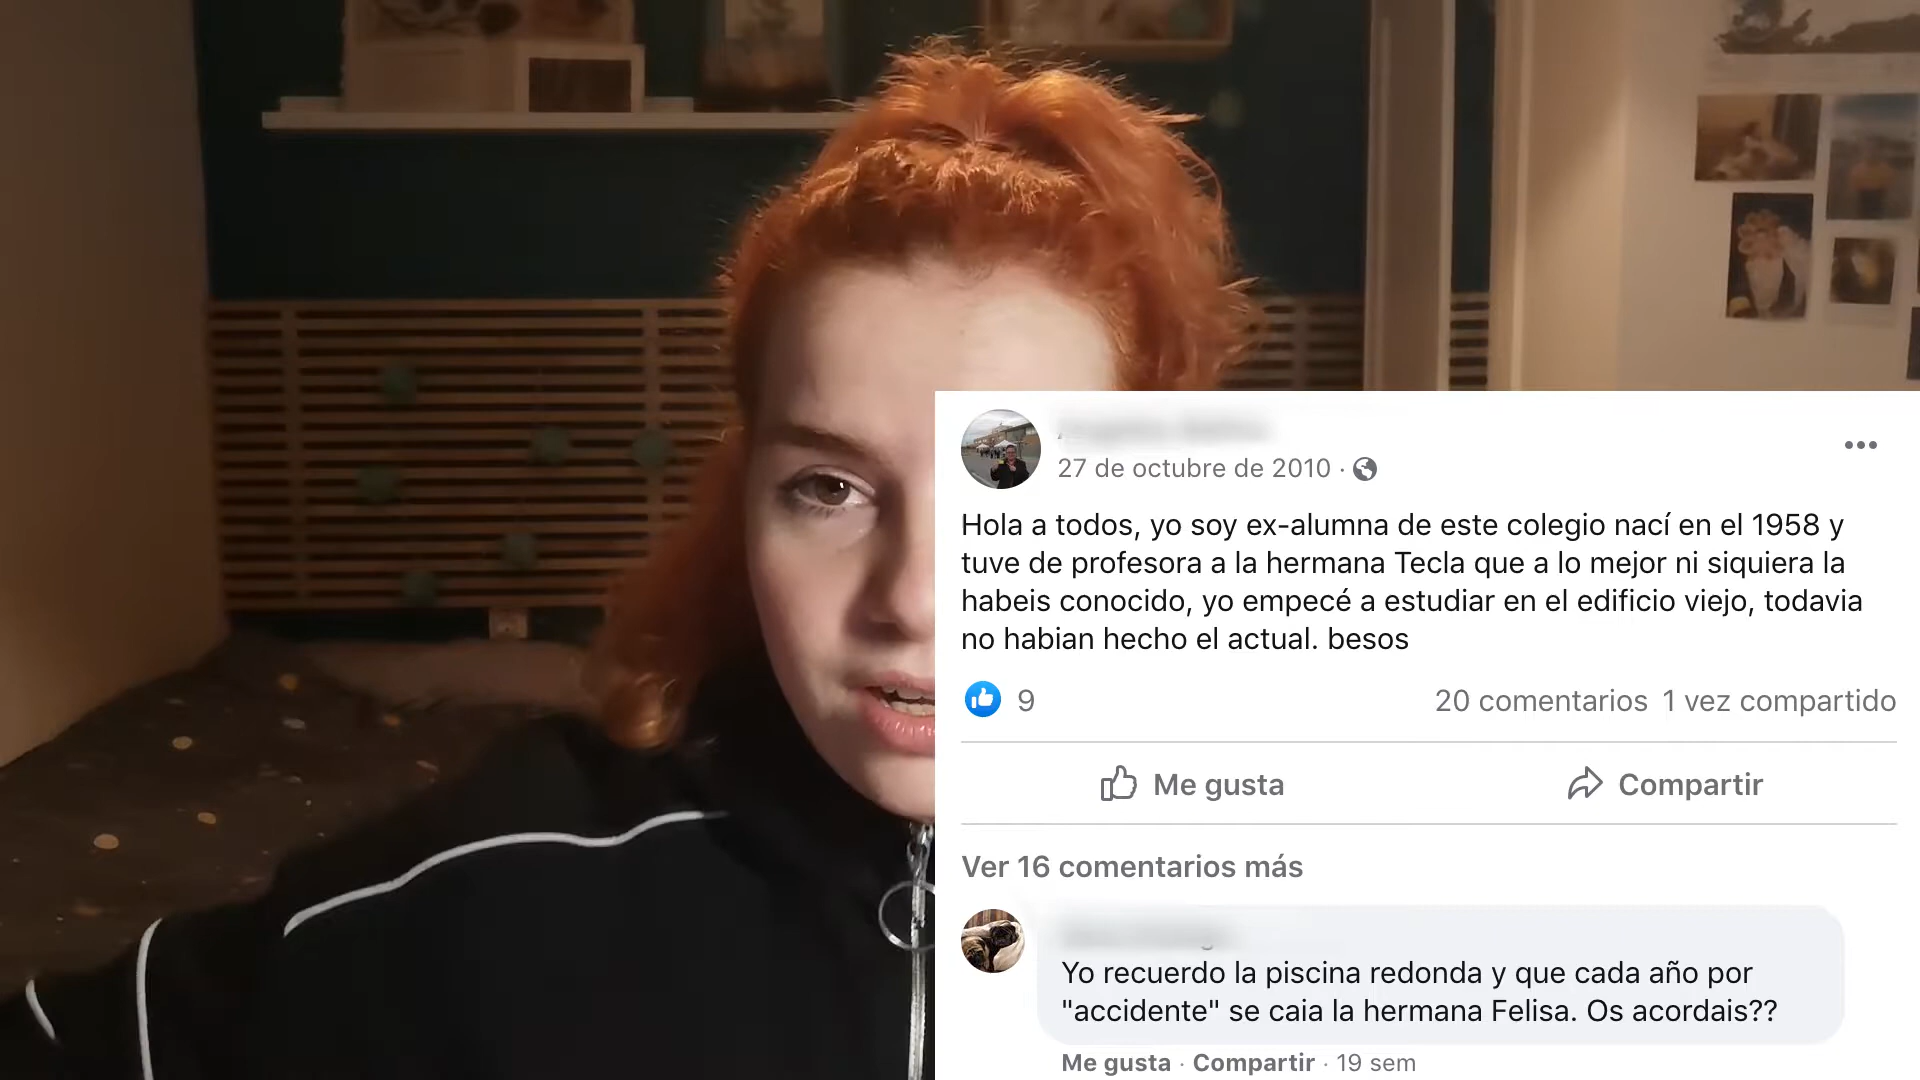 27 de octubre de 2010 ·
Hola a todos, yo soy ex-alumna de este colegio nací en el 1958 y
tuve de profesora a la hermana Tecla que a lo mejor ni siquiera la
habeis conocido, yo empecé a estudiar en el edificio viejo, todavia
no habian hecho el actual. besos
9
20 comentarios 1 vez compartido
Me gusta
Compartir
Ver 16 comentarios más
Yo recuerdo la piscina redonda y que cada año por
"accidente" se caia la hermana Felisa. Os acordais??
Me gusta · Compartir · 19 sem